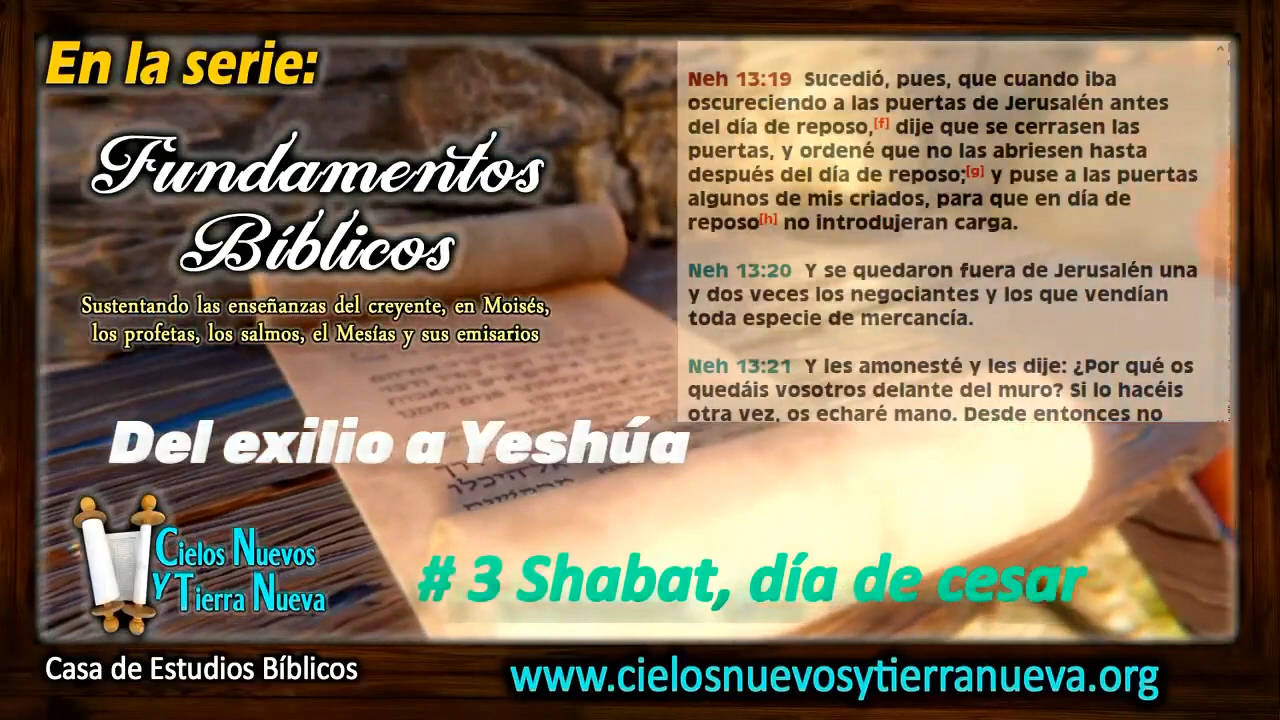 En la serie:
Fundamentos
Bíblicos
Sustentando las enseñanzas del creyente, en Moisés,
los profetas, los salmos, el Mesías y sus emisarios
Neh 13:19 Sucedió, pues, que cuando iba
oscureciendo a las puertas de Jerusalén antes
del día de reposo,[f] dije que se cerrasen las
puertas, y ordené que no las abriesen hasta
después del día de reposo;[g] y puse a las puertas
algunos de mis criados, para que en día de
reposo[h] no introdujeran carga.
Neh 13:20 Y se quedaron fuera de Jerusalén una
y dos veces los negociantes y los que vendían
toda especie de mercancía.
Neh 13:21 Y les amonesté y les dije: ¿Por qué os
quedáis vosotros delante del muro? Si lo hacéis
otra vez, os echaré mano. Desde entonces no
Del exilio a Yeshúa
Cielos Nuevos
Y Tierra Nueva
# 3 Shabat, día de cesar
Casa de Estudios Bíblicos
www.cielosnuevosytierranueva.org